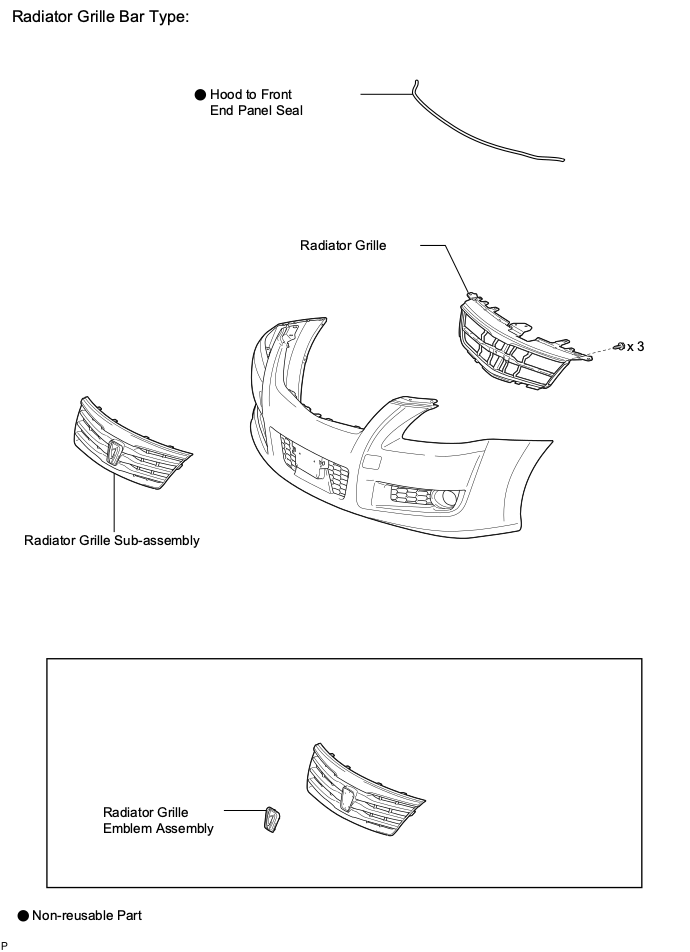 Radiator Grille Bar Type:
● Hood to Front
End Panel Seal
Radiator Grille
x 3
Radiator Grille Sub-assembly
Radiator Grille
Emblem Assembly
● Non-reusable Part
P